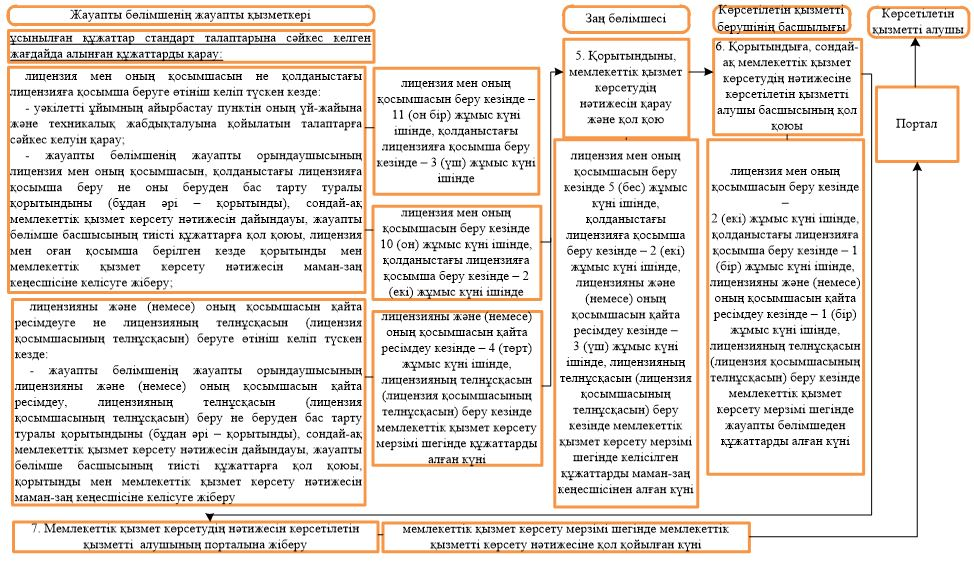 Жауапты бөлімшенің жауапты қызметкері
Заң бөлімшесі
Көрсетілетін қызметті
берушінің басшылығы
Көрсетілетін
қызметті алушы
ұсынылған құжаттар стандарт талаптарына сәйкес келген
жағдайда алынған құжаттарды қарау;
лицензия мен оның қосымшасын не қолданыстағы
лицензияға қосымша беруге өтініш келіп түскен кезде:
- уәкілетті ұйымның айырбастау пунктін оның үй-жайына
және техникалық жабдықталуына қойылатын талаптарға
сәйкес келуін қарау;
- жауапты бөлімшенің жауапты орындаушысының
лицензия мен оның қосымшасын, қолданыстағы лицензияға
қосымша беру не оны беруден бас тарту туралы
қорытындыны (бұдан әрі – қорытынды), сондай-ақ
мемлекеттік қызмет көрсету нәтижесін дайындауы, жауапты
бөлімше басшысының тиісті құжаттарға қол қоюы, лицензия
мен оған қосымша берілген кезде қорытынды мен
мемлекеттік қызмет көрсету нәтижесін маман-заң
кеңесшісіне келісуге жіберу;
лицензияны және (немесе) оның қосымшасын қайта
ресімдеуге не лицензияның телнұсқасын (лицензия
қосымшасының телнұсқасын) беруге өтініш келіп түскен
кезде:
- жауапты бөлімшенің жауапты орындаушысының
лицензияны және (немесе) оның қосымшасын қайта
ресімдеу, лицензияның телнұсқасын (лицензия
қосымшасының телнұсқасын) беру не беруден бас тарту
туралы қорытындыны (бұдан әрі – қорытынды), сондай-ақ
мемлекеттік қызмет көрсету нәтижесін дайындауы, жауапты
бөлімше басшысының тиісті құжаттарға қол қоюы,
қорытынды мен мемлекеттік қызмет көрсету нәтижесін
маман-заң кеңесшісіне келісуге жіберу
лицензия мен оның
қосымшасын беру кезінде –
11 (он бір) жұмыс күні
ішінде, қолданыстағы
лицензияға қосымша беру
кезінде – 3 (үш) жұмыс күні
ішінде
лицензия мен оның
қосымшасын беру кезінде
10 (он) жұмыс күні ішінде,
қолданыстағы лицензияға
қосымша беру кезінде – 2
(екі) жұмыс күні ішінде
лицензияны және (немесе)
оның қосымшасын қайта
ресімдеу кезінде – 4 (төрт)
жұмыс күні ішінде,
лицензияның телнұсқасын
(лицензия қосымшасының
телнұсқасын) беру кезінде
мемлекеттік қызмет көрсету
мерзімі шегінде құжаттарды
алған күні
5. Қорытындыны,
мемлекеттік қызмет
көрсетудің
нәтижесін қарау
және қол қою
лицензия мен оның
қосымшасын беру
кезінде 5 (бес) жұмыс
күні ішінде,
қолданыстағы
лицензияға қосымша
беру кезінде – 2 (екі)
жұмыс күні ішінде,
лицензияны және
(немесе) оның
қосымшасын қайта
ресімдеу кезінде –
3 (үш) жұмыс күні
ішінде, лицензияның
телнұсқасын (лицензия
қосымшасының
телнұсқасын) беру
кезінде мемлекеттік
қызмет көрсету мерзімі
шегінде келісілген
құжаттарды маман-заң
кеңесшісінен алған күні
6. Қорытындыға, сондай-
ақ мемлекеттік қызмет
көрсетудің нәтижесіне
көрсетілетін қызметті
алушы басшысының қол
қоюы
лицензия мен оның
қосымшасын беру кезінде
–
2 (екі) жұмыс күні ішінде,
қолданыстағы лицензияға
қосымша беру кезінде – 1
(бір) жұмыс күні ішінде,
лицензияны және (немесе)
оның қосымшасын қайта
ресімдеу кезінде – 1 (бір)
жұмыс күні ішінде,
лицензияның телнұсқасын
(лицензия қосымшасының
телнұсқасын) беру кезінде
мемлекеттік қызмет
көрсету мерзімі шегінде
жауапты бөлімшеден
құжаттарды алған күні
Портал
7. Мемлекеттік қызмет көрсетудің нәтижесін көрсетілетін
қызметті алушының порталына жіберу
мемлекеттік қызмет көрсету мерзімі шегінде мемлекеттік
қызметті көрсету нәтижесіне қол қойылған күні